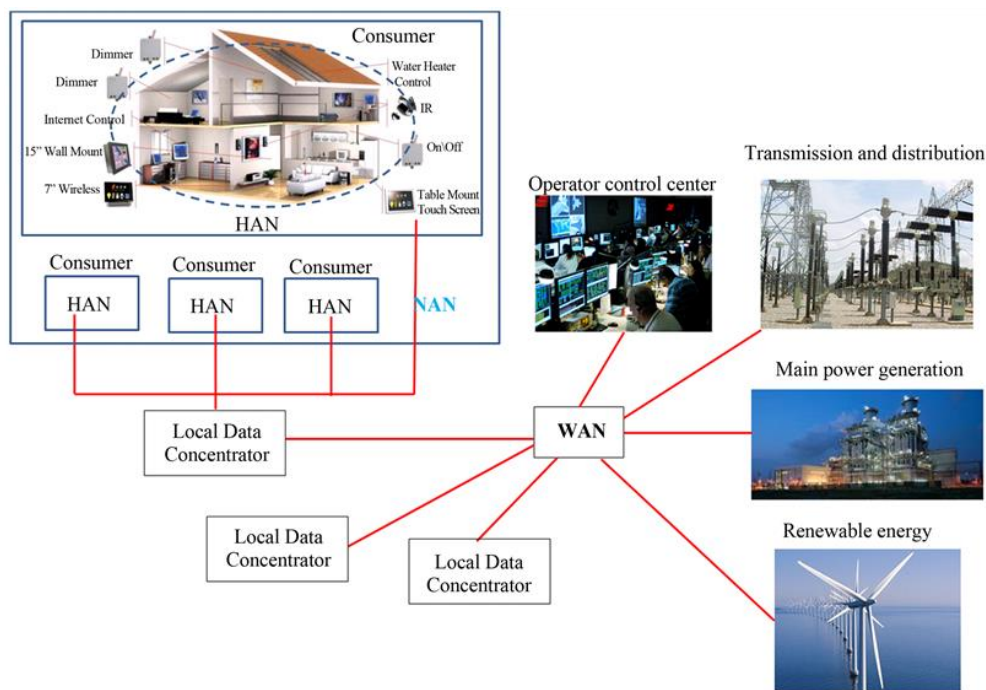 Consumer
Dimmer
Dimmer
Internet Control
15” Wall Mount
7” Wireless
Water Heater
Control
IR
On\Off
Table Mount
Touch Screen
HAN
Consumer
HAN
Consumer
HAN
Consumer
HAN
NAN
Operator control center
Transmission and distribution
Main power generation
Renewable energy
WAN
Local Data
Concentrator
Local Data
Concentrator
Local Data
Concentrator